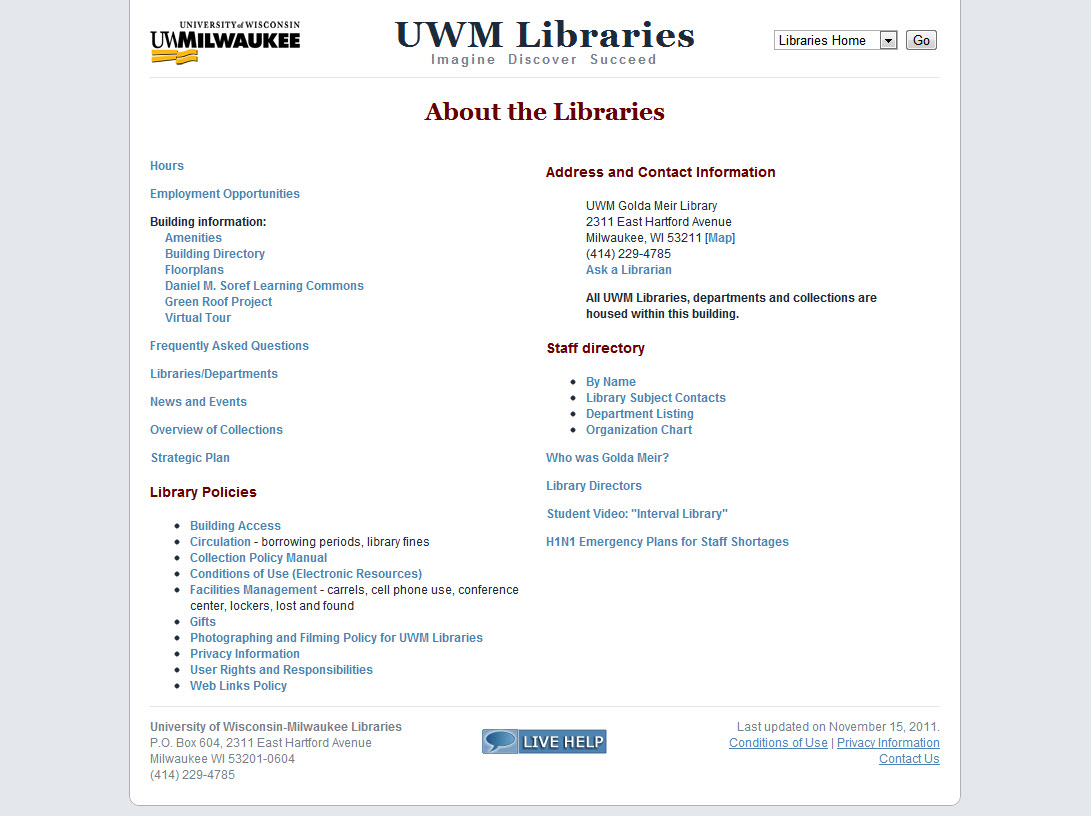 UNIVERSITY of WISCONSIN
UWMILWAUKEE
UWM Libraries
Imagine Discover Succeed
Libraries Home
Go
About the Libraries
Hours
Employment Opportunities
Building information:
Amenities
Building Directory
Floorplans
Daniel M. Soref Learning Commons
Green Roof Project
Virtual Tour
Frequently Asked Questions
Libraries/Departments
News and Events
Overview of Collections
Strategic Plan
Library Policies
Building Access
Circulation - borrowing periods, library fines
Collection Policy Manual
Conditions of Use (Electronic Resources)
Facilities Management - carrels, cell phone use, conference
center, lockers, lost and found
Gifts
Photographing and Filming Policy for UWM Libraries
Privacy Information
User Rights and Responsibilities
Web Links Policy
Address and Contact Information
UWM Golda Meir Library
2311 East Hartford Avenue
Milwaukee, WI 53211 [Map]
(414) 229-4785
Ask a Librarian
All UWM Libraries, departments and collections are
housed within this building.
Staff directory
By Name
Library Subject Contacts
Department Listing
Organization Chart
Who was Golda Meir?
Library Directors
Student Video: "Interval Library"
H1N1 Emergency Plans for Staff Shortages
University of Wisconsin-Milwaukee Libraries
P.O. Box 604, 2311 East Hartford Avenue
Milwaukee WI 53201-0604
(414) 229-4785
LIVE HELP
Last updated on November 15, 2011.
Conditions of Use | Privacy Information
Contact Us